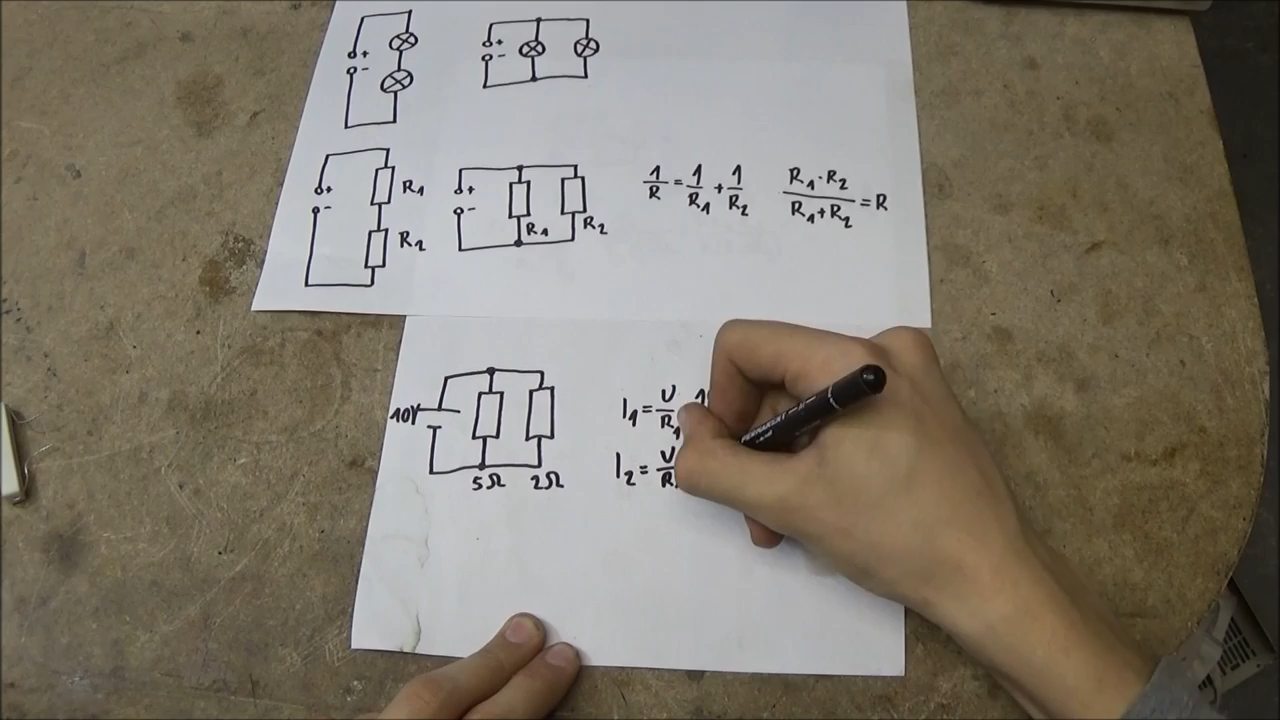 +
-
+
-
+
-
R1
R2
+
-
R1
R2
1/R = 1/R1 + 1/R2
R1 · R2 / R1 + R2 = R
10V
5Ω 2Ω
I1 = U/R1
I2 = U/R